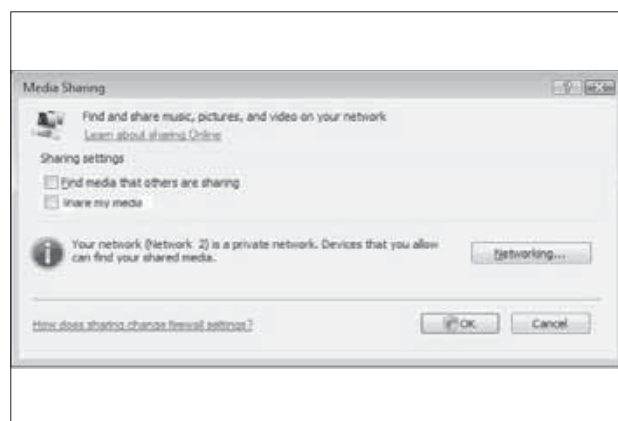 Media Sharing
Find and share music, pictures, and video on your network
Learn about sharing Online
Sharing settings
Find media that others are sharing
Share my media
Your network (Network 2) is a private network. Devices that you allow
can find your shared media.
Networking...
How does sharing change firewall settings?
OK
Cancel